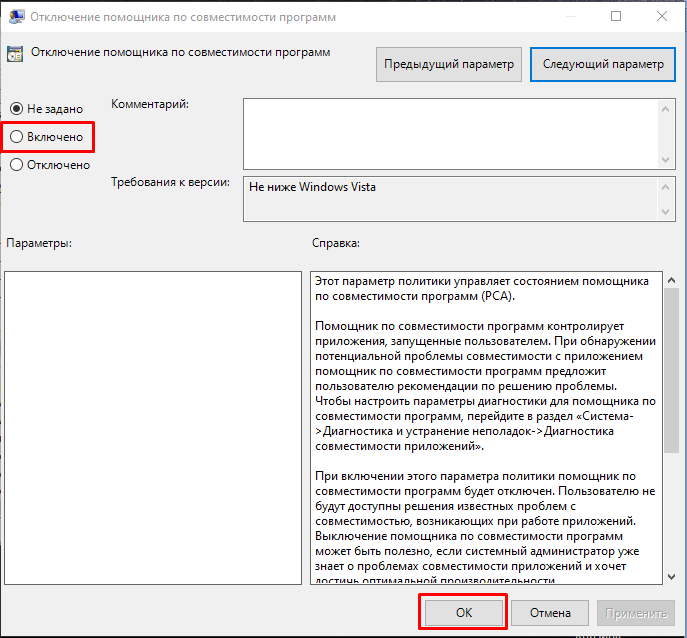 Отключение помощника по совместимости программ
Отключение помощника по совместимости программ
Предыдущий параметр
Следующий параметр
Не задано
Включено
Отключено
Комментарий:
Требования к версии:
Не ниже Windows Vista
Параметры:
Справка:
Этот параметр политики управляет состоянием помощника
по совместимости программ (PCA).
Помощник по совместимости программ контролирует
приложения, запущенные пользователем. При обнаружении
потенциальной проблемы совместимости с приложением
помощник по совместимости программ предложит
пользователю рекомендации по решению проблемы.
Чтобы настроить параметры диагностики для помощника по
совместимости программ, перейдите в раздел «Система-
>Диагностика и устранение неполадок->Диагностика
совместимости приложений».
При включении этого параметра политики помощник по
совместимости программ будет отключен. Пользователю не
будут доступны решения известных проблем с
совместимостью, возникающих при работе приложений.
Выключение помощника по совместимости программ
может быть полезно, если системный администратор уже
знает о проблемах совместимости приложений и хочет
достичь оптимальной производительности.
ОК
Отмена
Применить